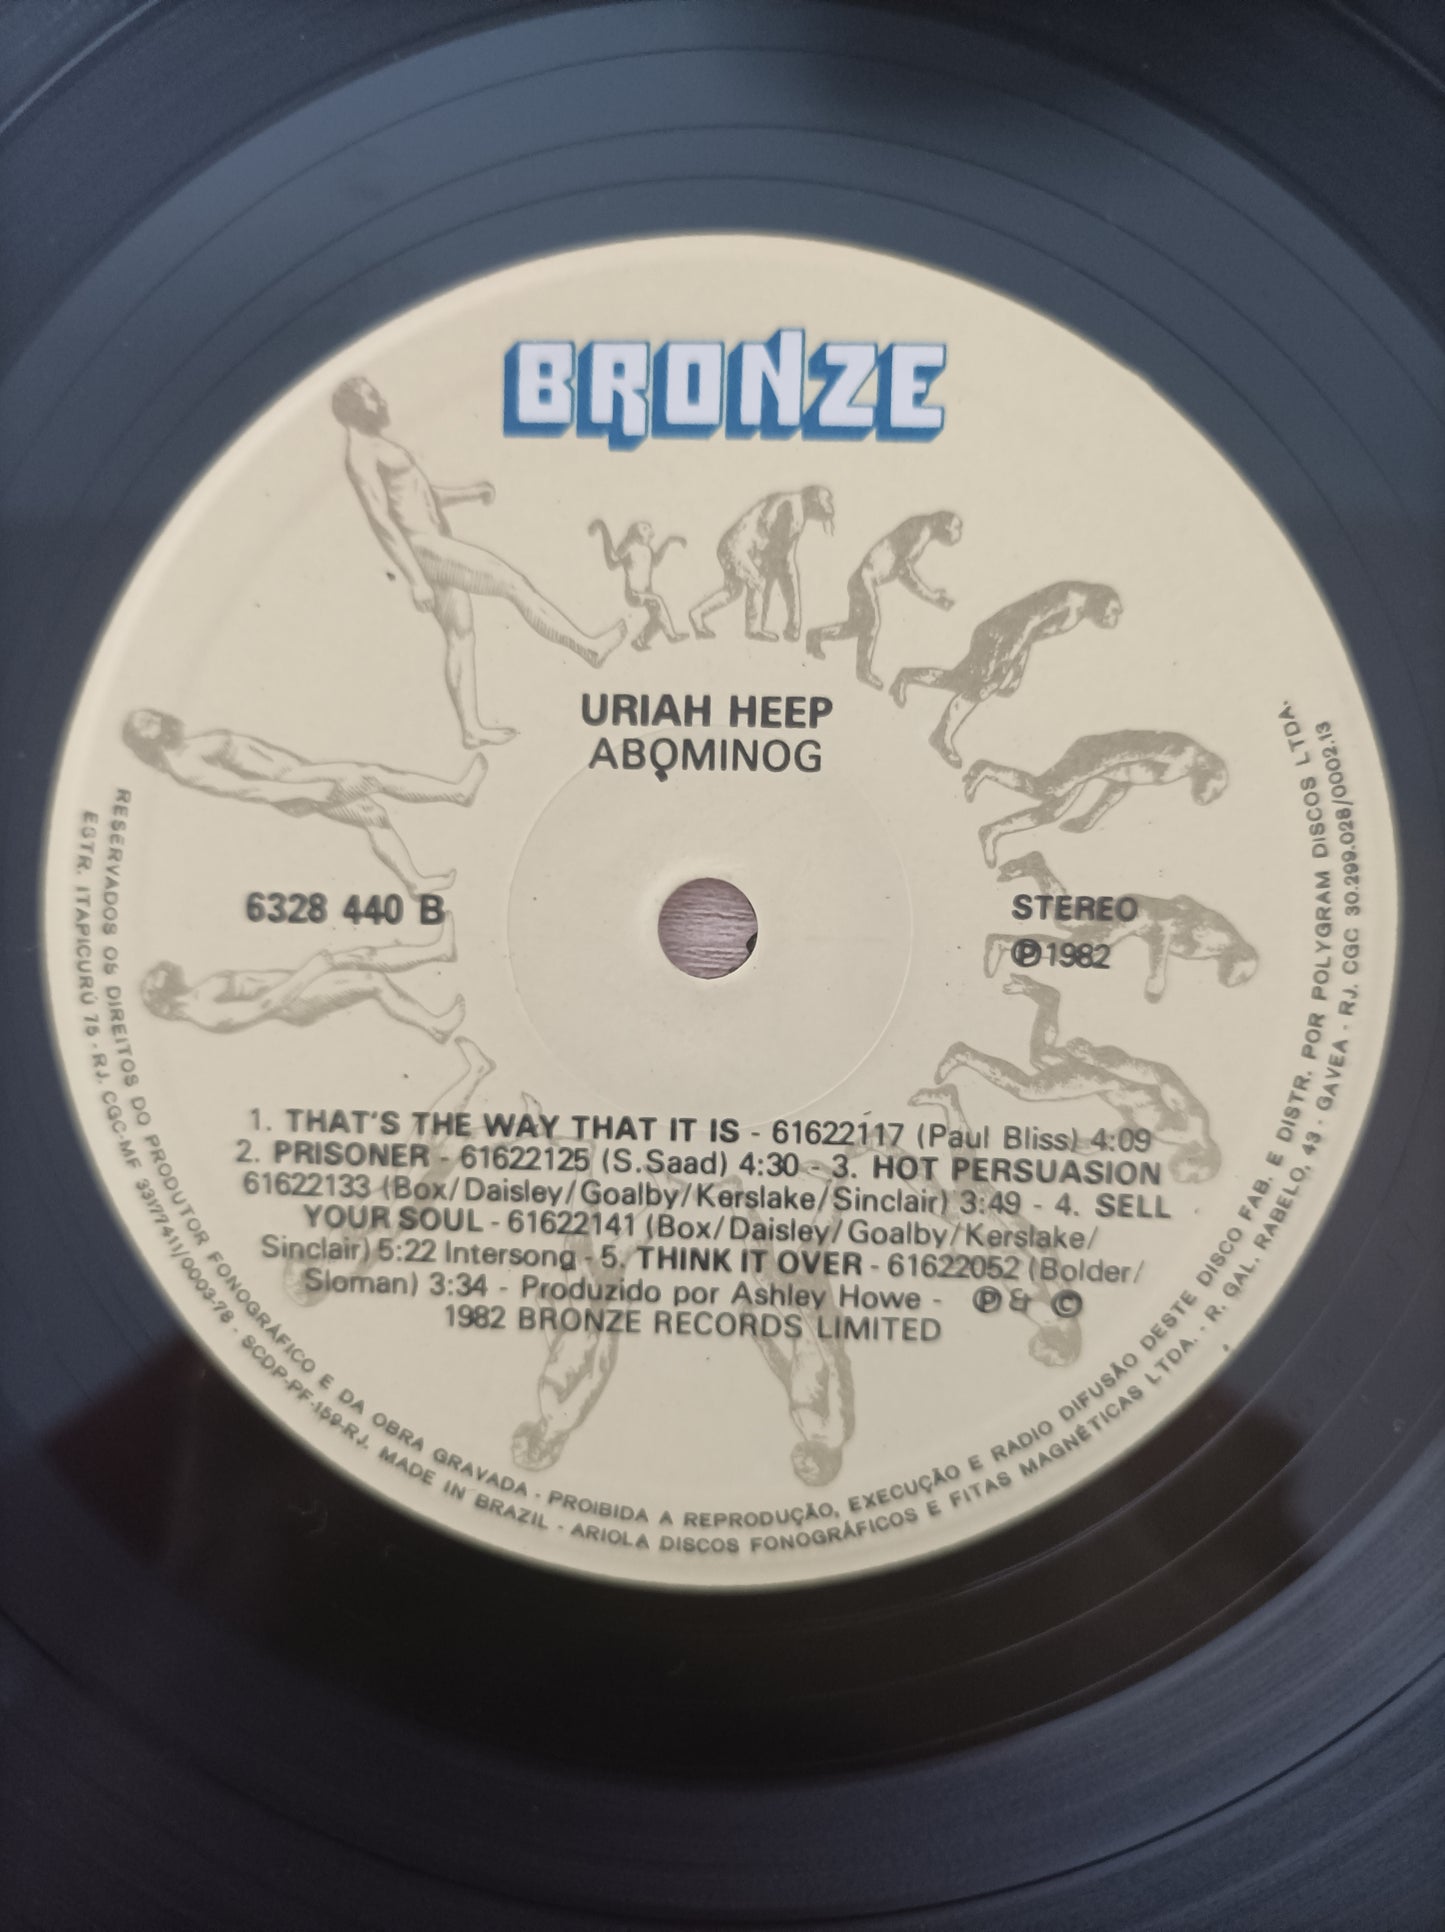 BRONZE
URIAH HEEP
ABOMINOG
6328 440 B
STEREO
Ⓟ1982
1. THAT'S THE WAY THAT IT IS - 61622117 (Paul Bliss) 4:09
2. PRISONER - 61622125 (S.Saad) 4:30 - 3. HOT PERSUASION
61622133 (Box/Daisley/Goalby/Kerslake/Sinclair) 3:49 - 4. SELL
YOUR SOUL - 61622141 (Box/Daisley/Goalby/Kerslake/
Sinclair) 5:22 Intersong - 5. THINK IT OVER - 61622052 (Bolder/
Sloman) 3:34 - Produzido por Ashley Howe - Ⓟ & ©
1982 BRONZE RECORDS LIMITED
RESERVADOS OS DIREITOS DO PRODUTOR FONOGRÁFICO E DA OBRA GRAVADA - PROIBIDA A REPRODUÇÃO, EXECUÇÃO E RADIO DIFUSÃO DESTE DISCO FAB. E DISTR. POR POLYGRAM DISCOS LTDA.
ESTR. ITAPICURÚ 75 - RJ. CGC-MF 33177411/0003-78 - SCDP-PF-159-RJ. MADE IN BRAZIL - ARIOLA DISCOS FONOGRÁFICOS E FITAS MAGNÉTICAS LTDA. - R. GAL. RABELO, 43 - GAVEA - RJ. CGC 30.299.028/0002.13